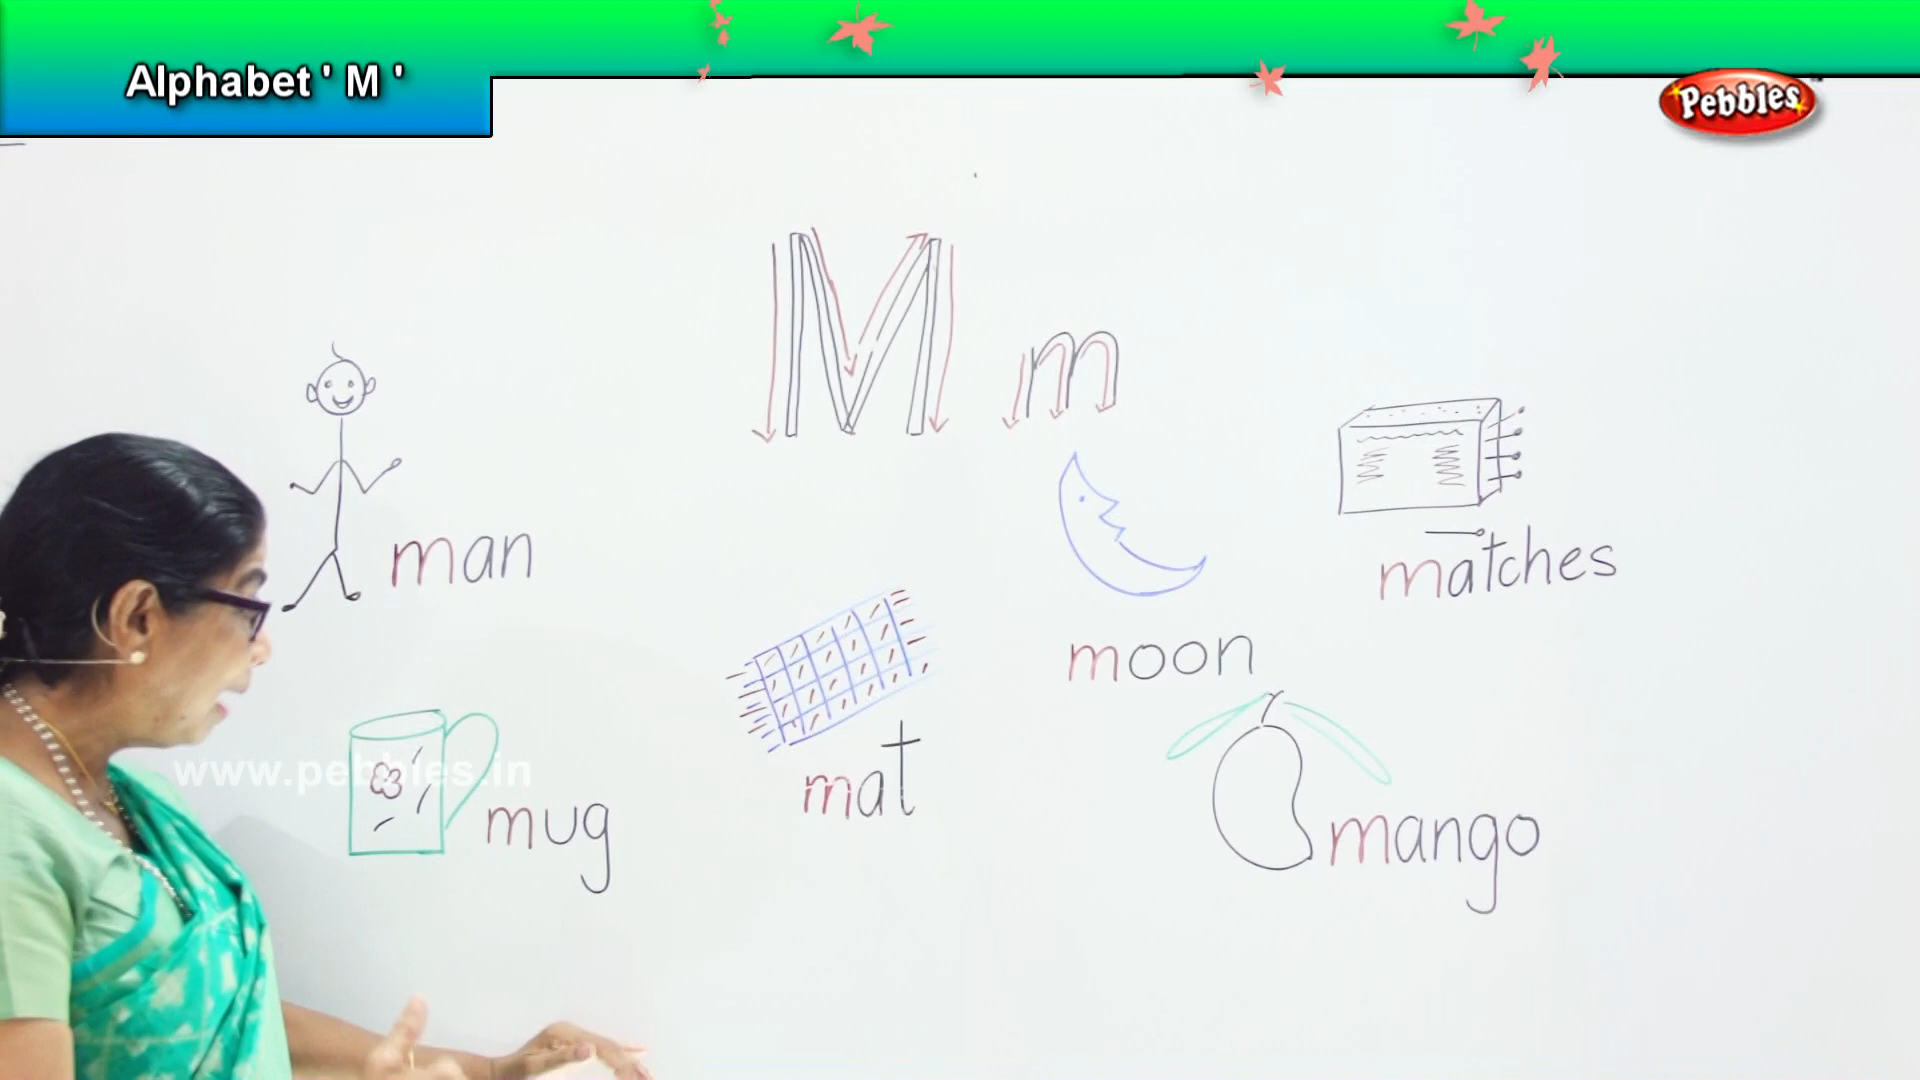 Alphabet ' M '
Pebbles
M m
man
matches
moon
www.pebbles.in
mug
mat
mango